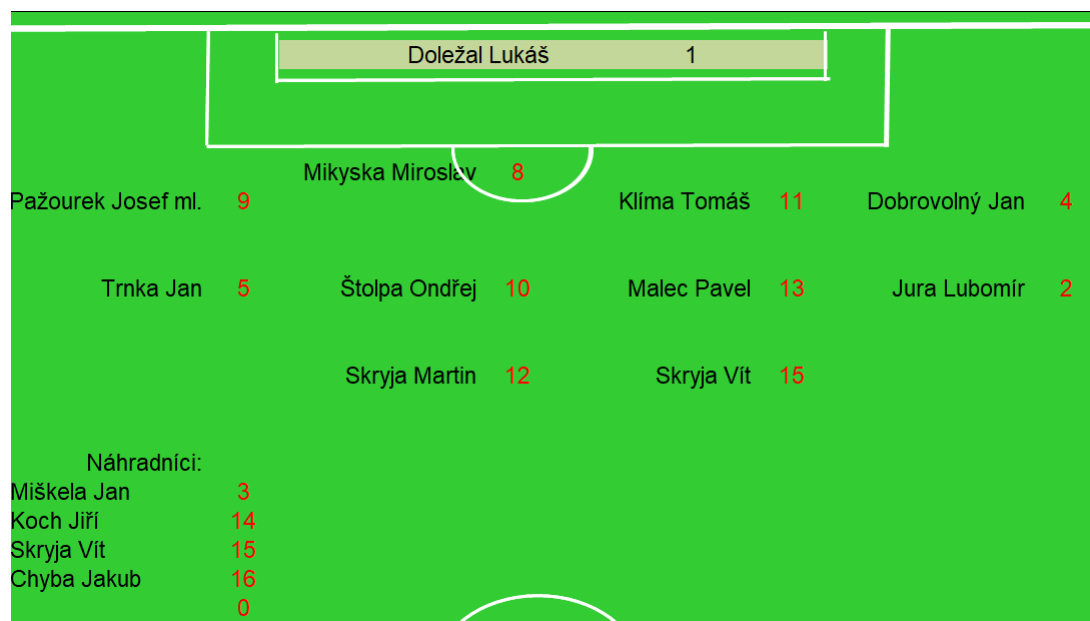 Doležal Lukáš 1
Mikyska Miroslav 8
Pažourek Josef ml. 9 Klíma Tomáš 11 Dobrovolný Jan 4
Trnka Jan 5 Štolpa Ondřej 10 Malec Pavel 13 Jura Lubomír 2
Skryja Martin 12 Skryja Vít 15
Náhradníci:
Miškela Jan 3
Koch Jiří 14
Skryja Vít 15
Chyba Jakub 16
0